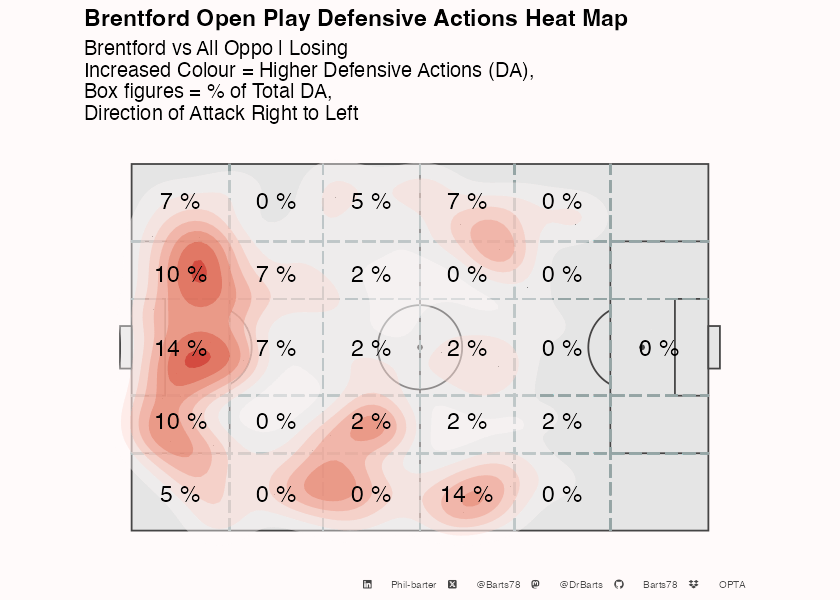 Brentford Open Play Defensive Actions Heat Map
Brentford vs All Oppo l Losing
Increased Colour = Higher Defensive Actions (DA),
Box figures = % of Total DA,
Direction of Attack Right to Left
7 % 0 % 5 % 7 % 0 %
10 % 7 % 2 % 0 % 0 %
14 % 7 % 2 % 2 % 0 % 0 %
10 % 0 % 2 % 2 % 2 %
5 % 0 % 0 % 14 % 0 %
Phil-barter @Barts78 @DrBarts Barts78 OPTA